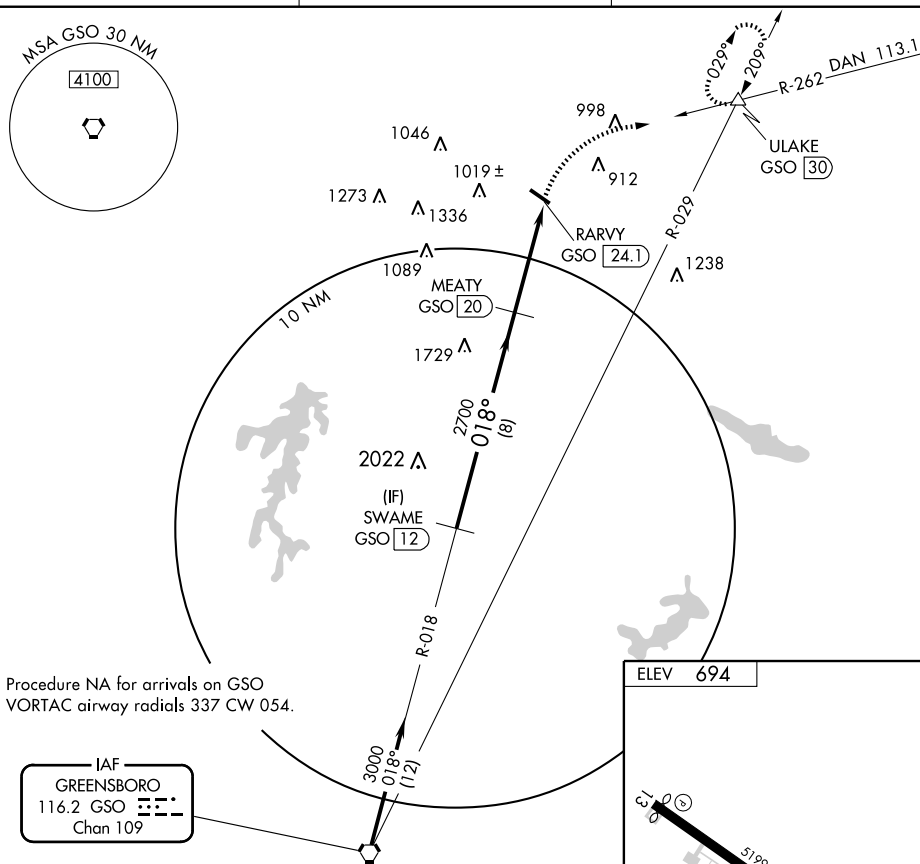 MSA GSO 30 NM
4100
029°
209°
R-262 DAN 113.1
998
1046
1019 ±
912
ULAKE
GSO 30
1273
1336
R-029
RARVY
GSO 24.1
1238
1089
MEATY
GSO 20
10 NM
1729
2700
018°
(8)
2022
(IF)
SWAME
GSO 12
R-018
Procedure NA for arrivals on GSO
VORTAC airway radials 337 CW 054.
ELEV 694
IAF
GREENSBORO
116.2 GSO
Chan 109
3000
018°
(12)
13
P
5199